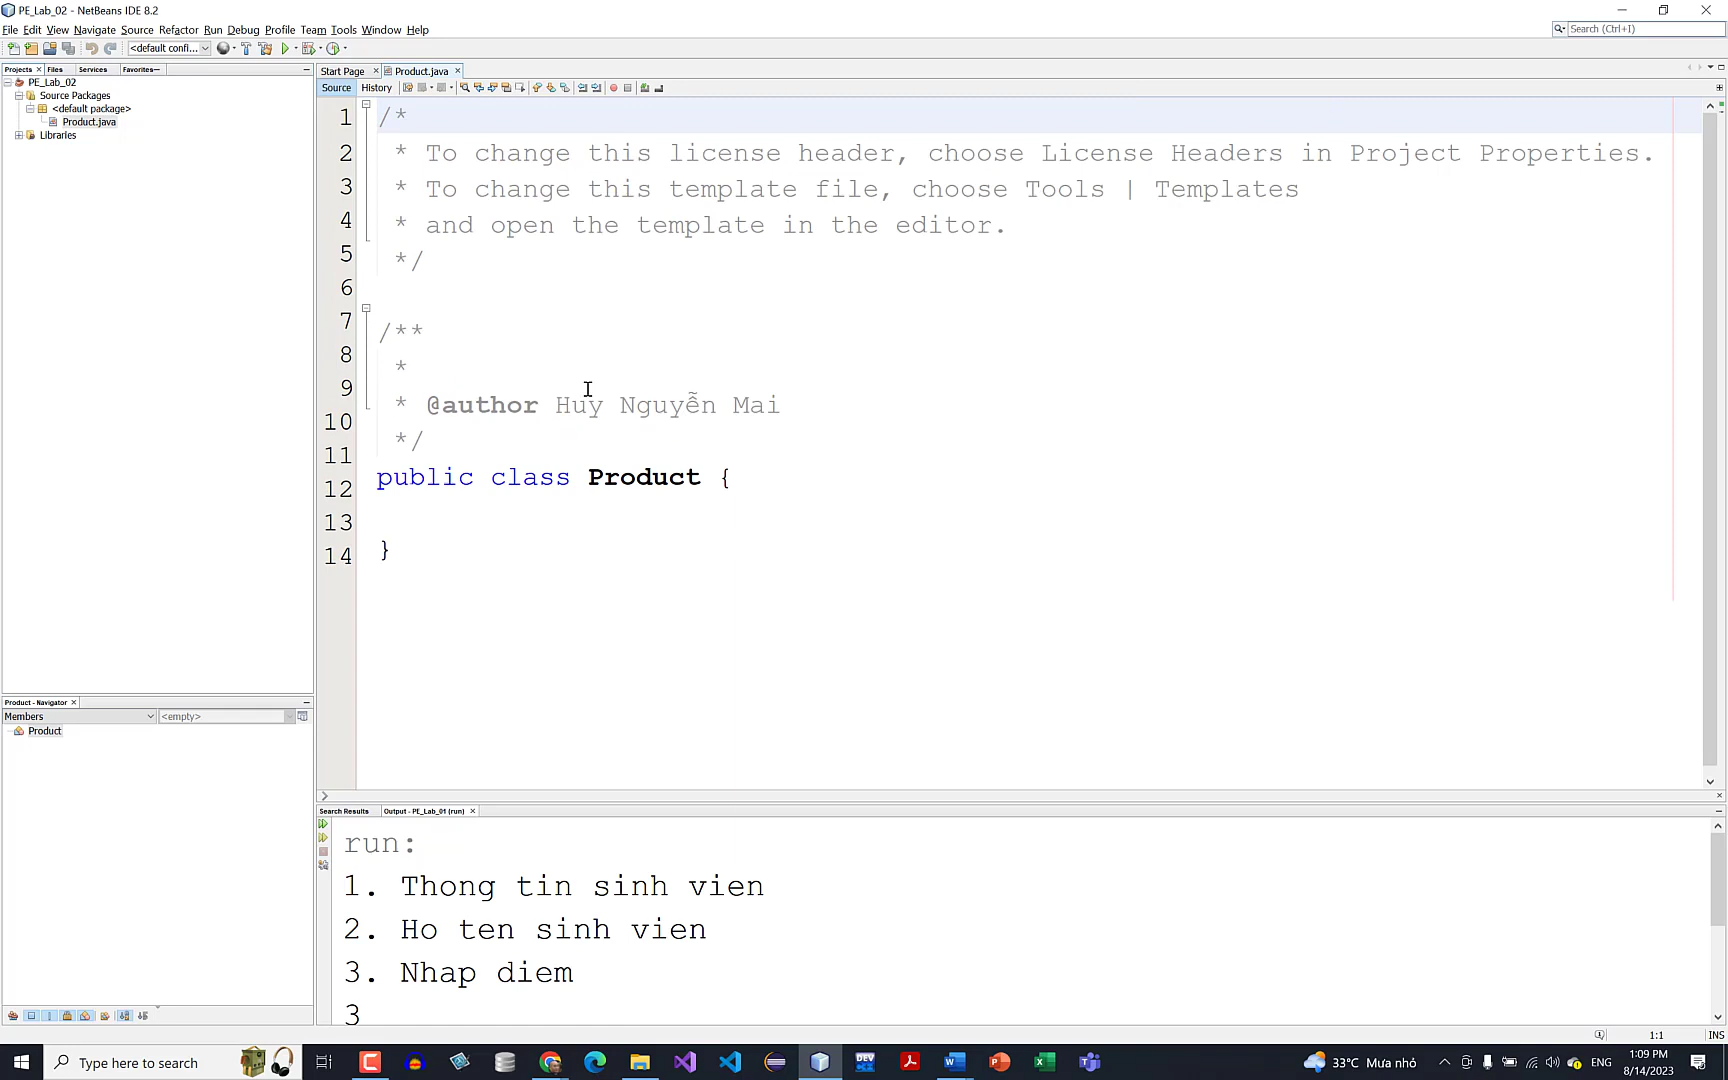 PE_Lab_02 - NetBeans IDE 8.2
File Edit View Navigate Source Refactor Run Debug Profile Team Tools Window Help
Search (Ctrl+I)
<default confi...
Projects Files Services Favorites
PE_Lab_02
Source Packages
<default package>
Product.java
Libraries
Start Page Product.java
Source History
1 /*
2 * To change this license header, choose License Headers in Project Properties.
3 * To change this template file, choose Tools | Templates
4 * and open the template in the editor.
5 */
6
7 /**
8 *
9 * @author Huy Nguyễn Mai
10 */
11 public class Product {
12
13 }
14
Product - Navigator
Members <empty>
Product
Search Results Output - PE_Lab_01 (run)
run:
1. Thong tin sinh vien
2. Ho ten sinh vien
3. Nhap diem
3
1:1 INS
Type here to search
DEV
33°C Mưa nhỏ
ENG
1:09 PM
8/14/2023